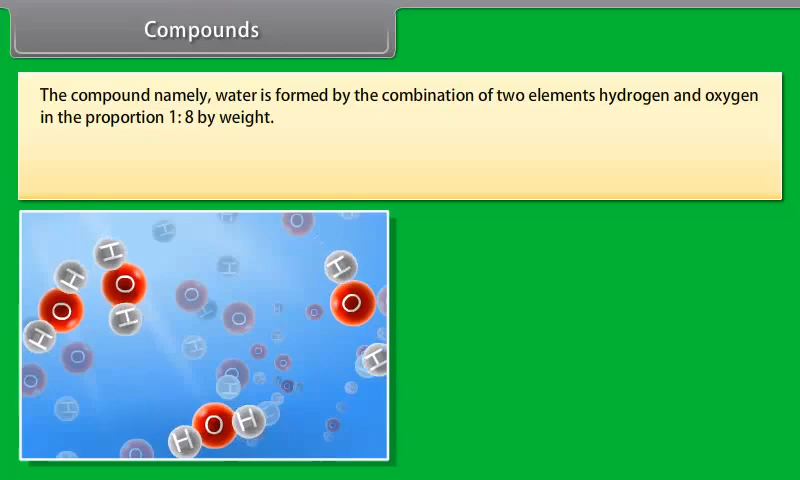 Compounds
The compound namely, water is formed by the combination of two elements hydrogen and oxygen
in the proportion 1: 8 by weight.
H
H
O
O
H
H
H
O
H
O
H
H